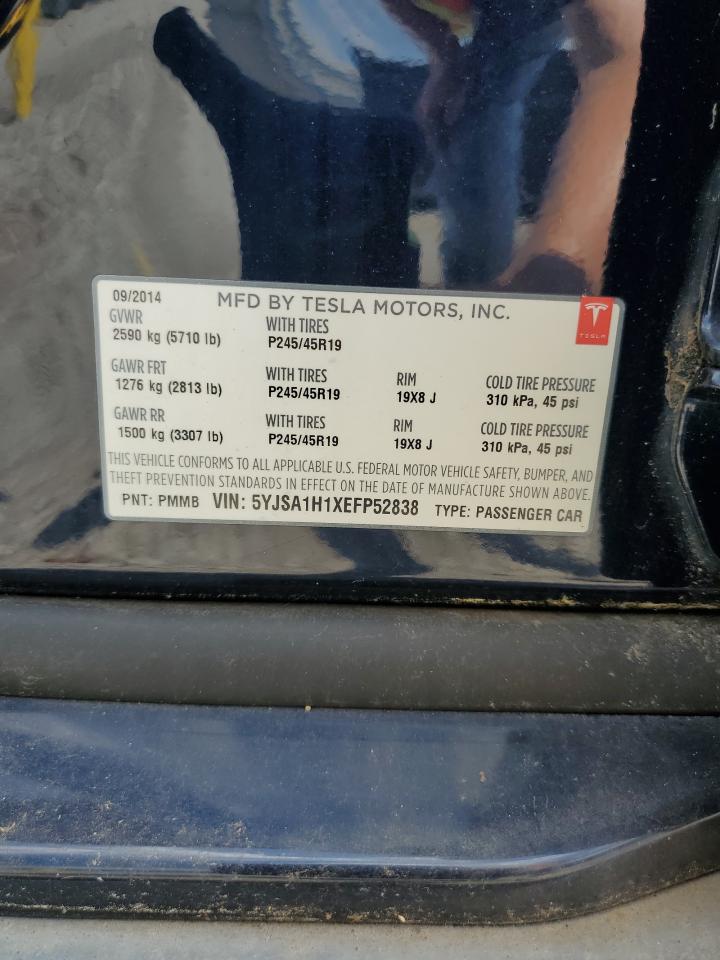 09/2014 MFD BY TESLA MOTORS, INC.
GVWR WITH TIRES
2590 kg (5710 lb) P245/45R19
TESLA
GAWR FRT WITH TIRES RIM COLD TIRE PRESSURE
1276 kg (2813 lb) P245/45R19 19X8 J 310 kPa, 45 psi
GAWR RR WITH TIRES RIM COLD TIRE PRESSURE
1500 kg (3307 lb) P245/45R19 19X8 J 310 kPa, 45 psi
THIS VEHICLE CONFORMS TO ALL APPLICABLE U.S. FEDERAL MOTOR VEHICLE SAFETY, BUMPER, AND
THEFT PREVENTION STANDARDS IN EFFECT ON THE DATE OF MANUFACTURE SHOWN ABOVE.
PNT: PMMB VIN: 5YJSA1H1XEFP52838 TYPE: PASSENGER CAR